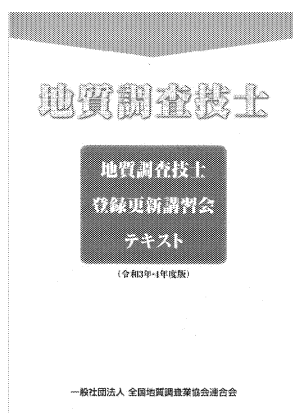 地質調査技士
地質調査技士
登録更新講習会
テキスト
(令和3年・4年度版)
一般社団法人 全国地質調査業協会連合会